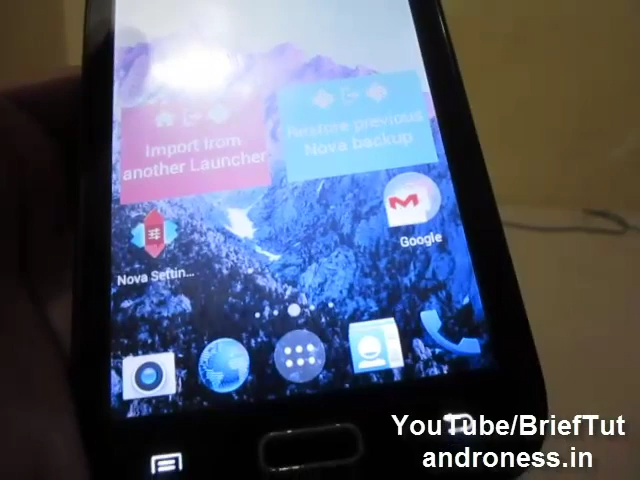 Import from
another Launcher
Restore previous
Nova backup
Nova Settin...
Google
YouTube/BriefTut
androness.in